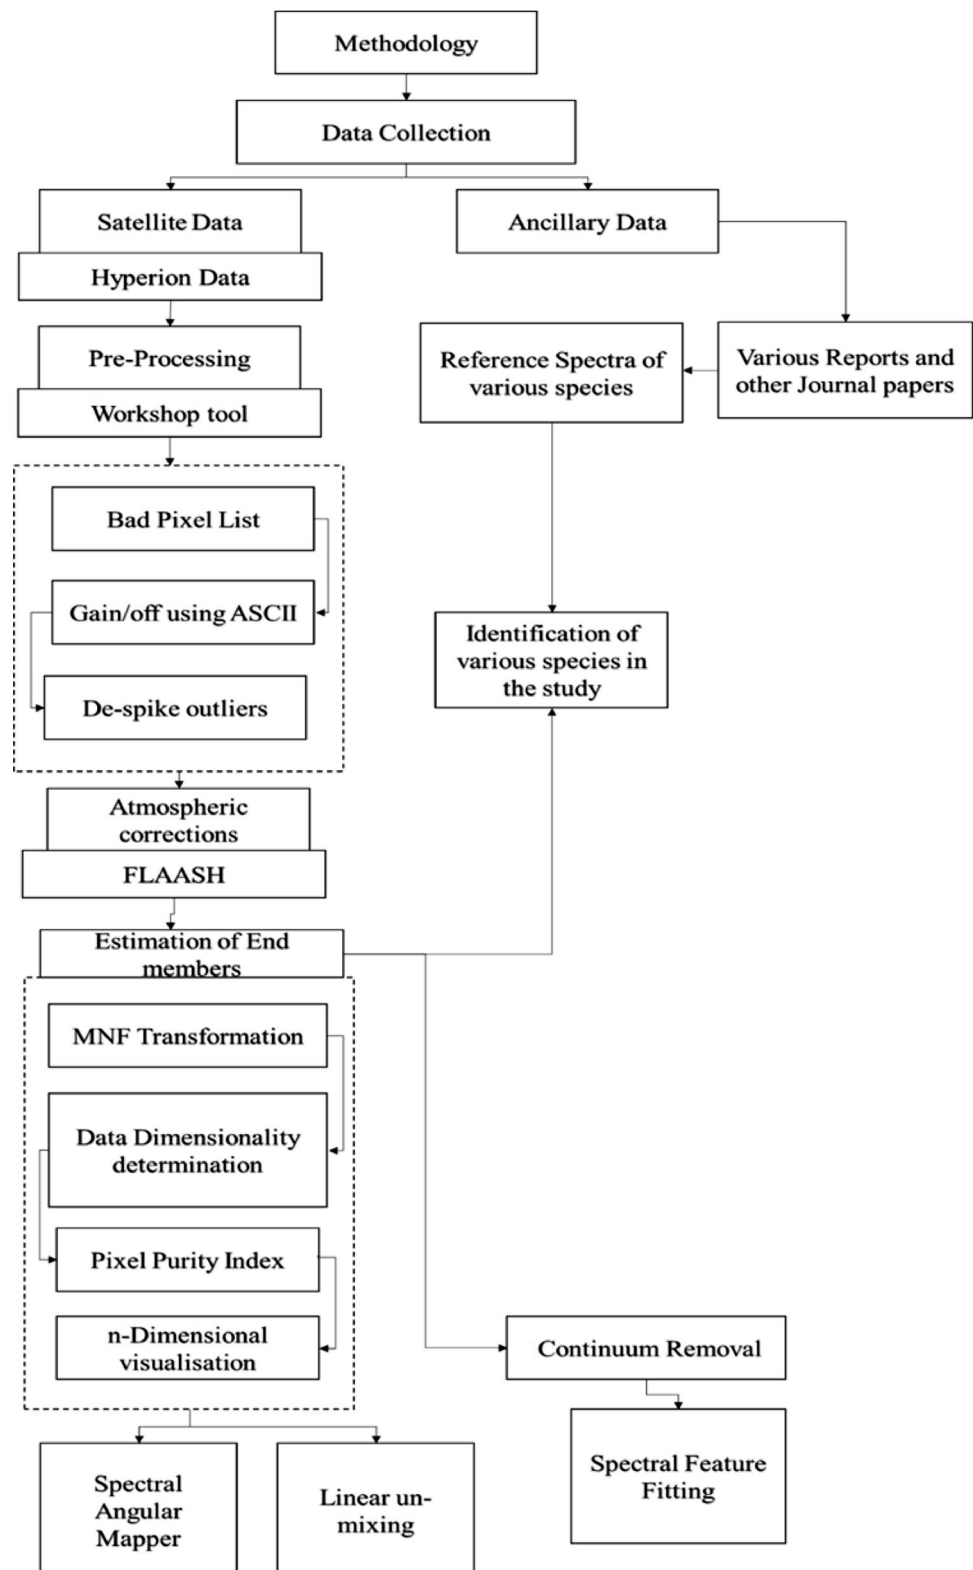 Methodology
Data Collection
Satellite Data
Hyperion Data
Ancillary Data
Pre-Processing
Workshop tool
Reference Spectra of
various species
Various Reports and
other Journal papers
Bad Pixel List
Gain/off using ASCII
De-spike outliers
Identification of
various species in
the study
Atmospheric
corrections
FLAASH
Estimation of End
members
MNF Transformation
Data Dimensionality
determination
Pixel Purity Index
n-Dimensional
visualisation
Continuum Removal
Spectral Feature
Fitting
Spectral
Angular
Mapper
Linear un-
mixing